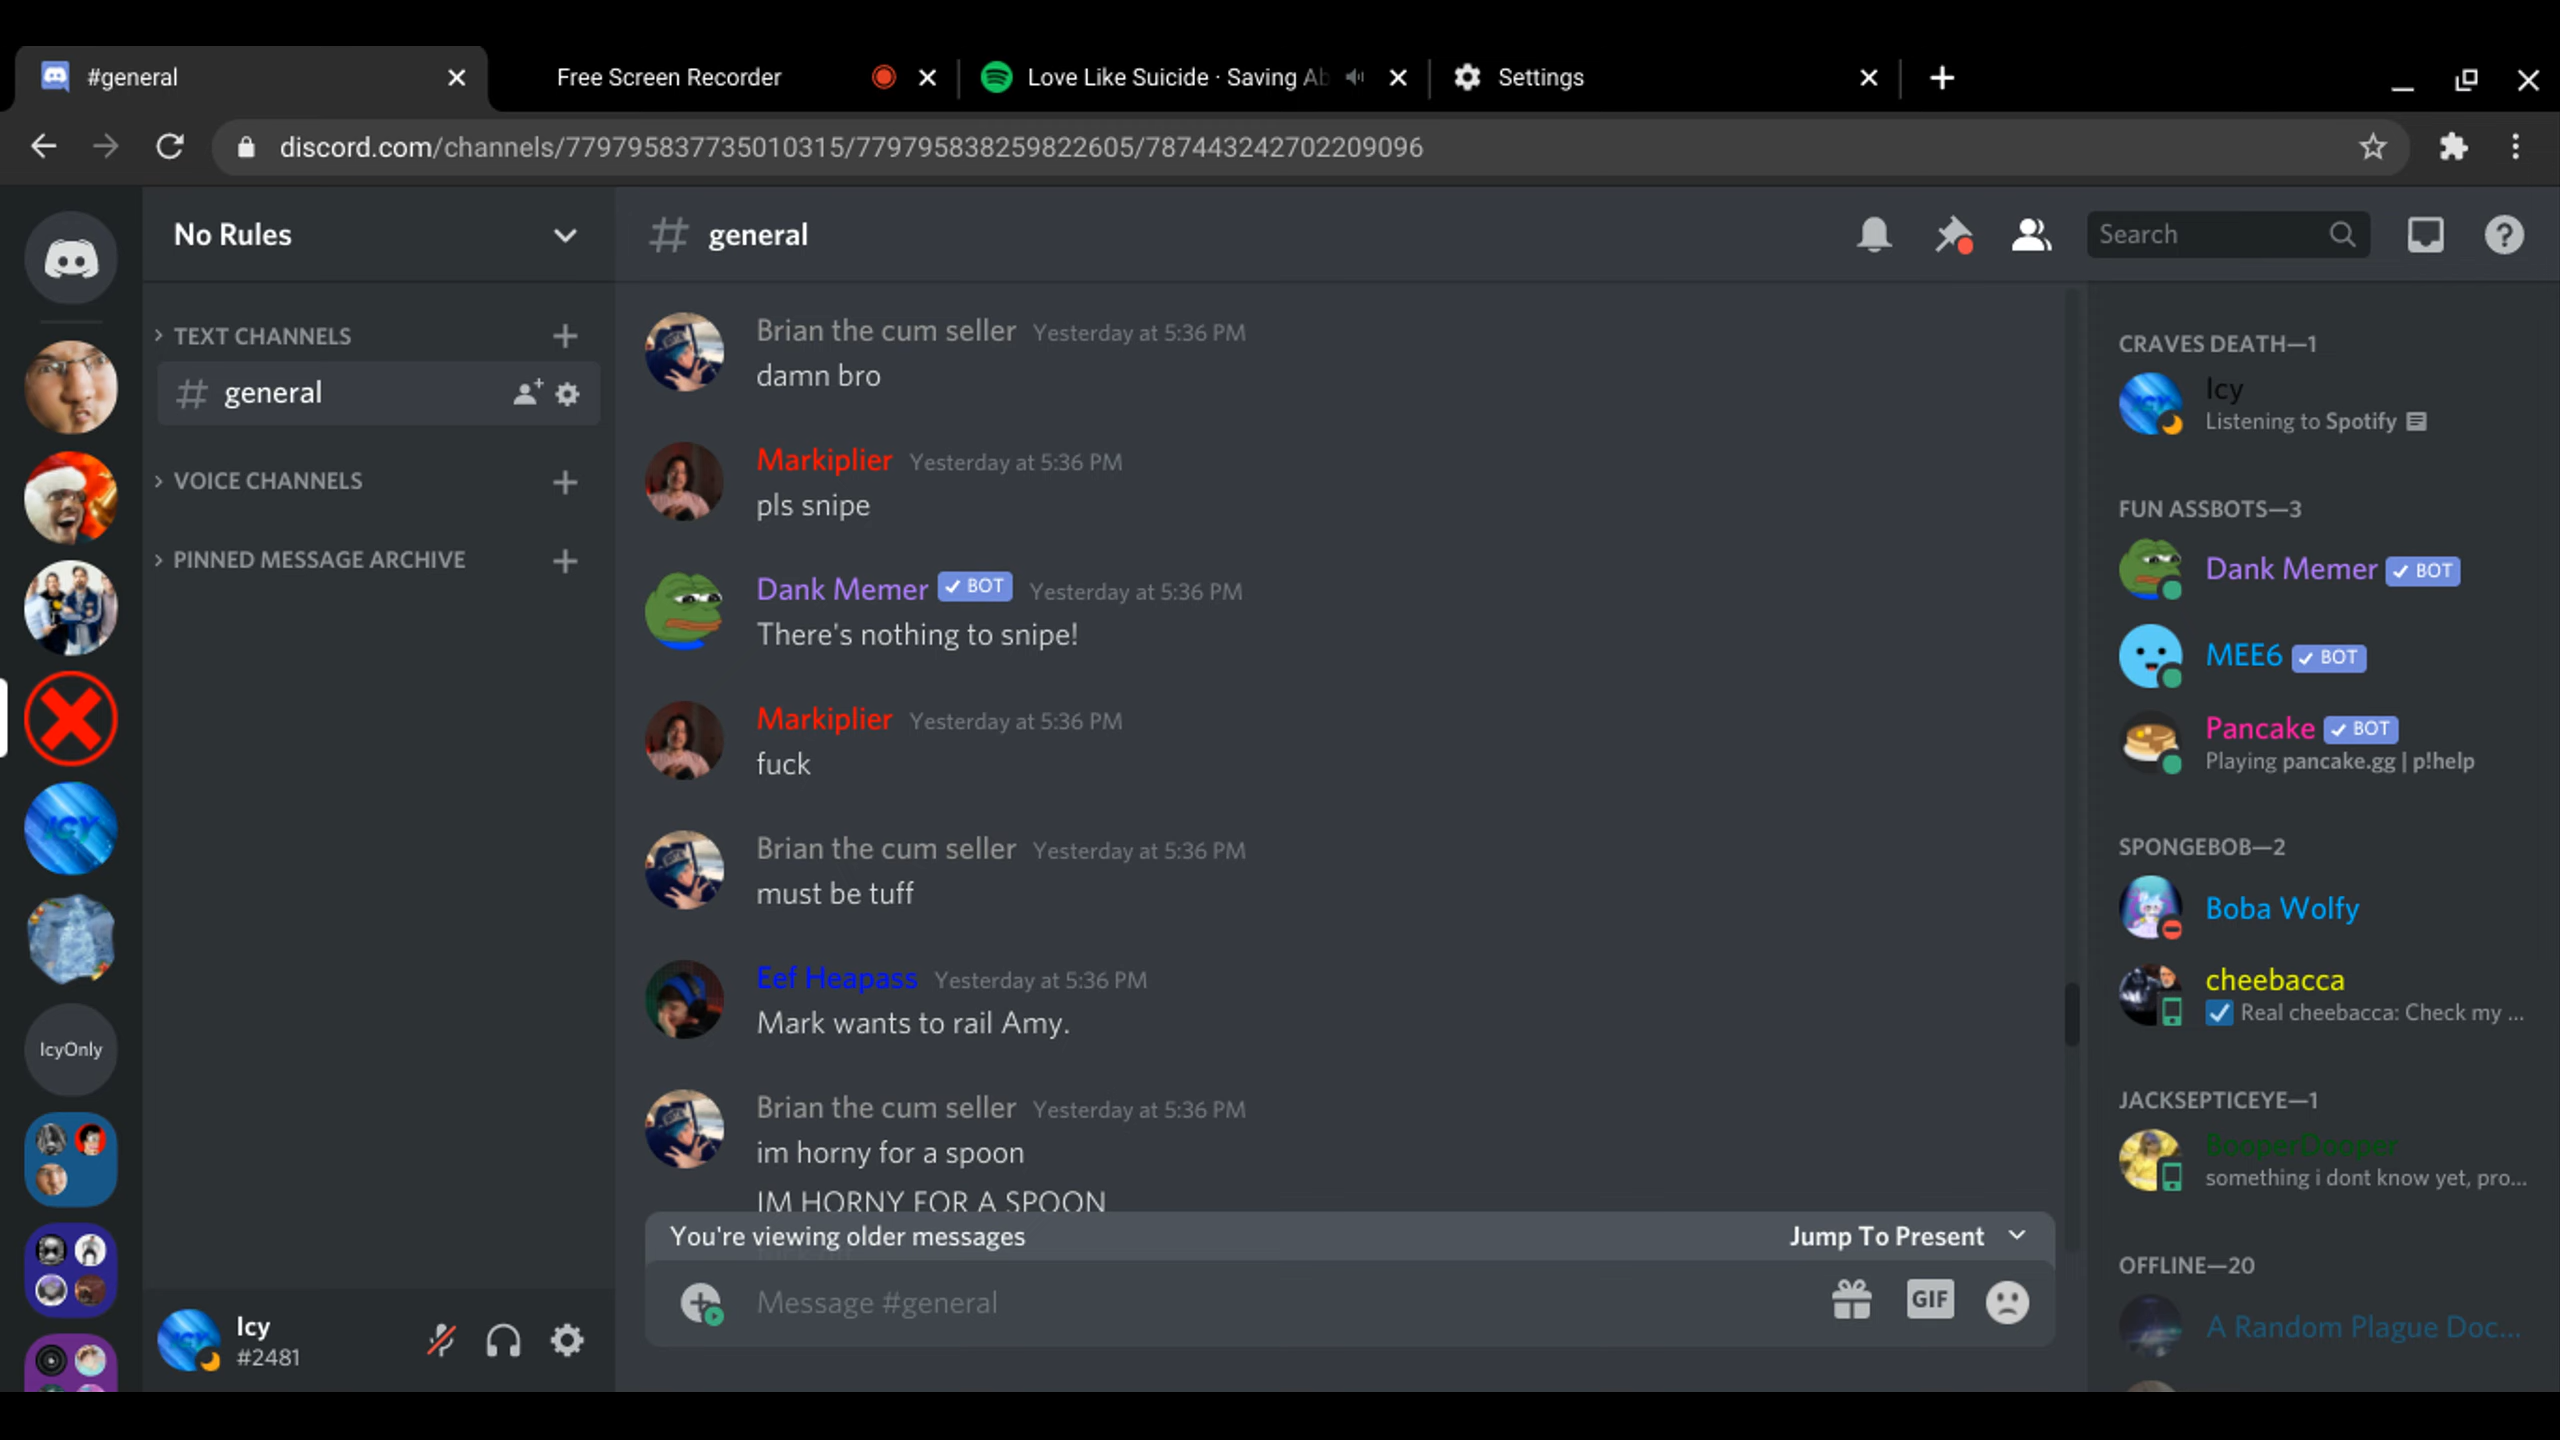 #general
Free Screen Recorder
Love Like Suicide · Saving Ab
Settings
discord.com/channels/779795837735010315/779795838259822605/787443242702209096
No Rules
general
Search
TEXT CHANNELS
general
VOICE CHANNELS
PINNED MESSAGE ARCHIVE
IcyOnly
Icy
#2481
Brian the cum seller Yesterday at 5:36 PM
damn bro
Markiplier Yesterday at 5:36 PM
pls snipe
Dank Memer BOT Yesterday at 5:36 PM
There's nothing to snipe!
Markiplier Yesterday at 5:36 PM
fuck
Brian the cum seller Yesterday at 5:36 PM
must be tuff
Eef Heapass Yesterday at 5:36 PM
Mark wants to rail Amy.
Brian the cum seller Yesterday at 5:36 PM
im horny for a spoon
IM HORNY FOR A SPOON
You're viewing older messages
Jump To Present
Message #general
GIF
CRAVES DEATH—1
Icy
Listening to Spotify
FUN ASSBOTS—3
Dank Memer BOT
MEE6 BOT
Pancake BOT
Playing pancake.gg | p!help
SPONGEBOB—2
Boba Wolfy
cheebacca
Real cheebacca: Check my ...
JACKSEPTICEYE—1
BooperDooper
something i dont know yet, pro...
OFFLINE—20
A Random Plague Doc...